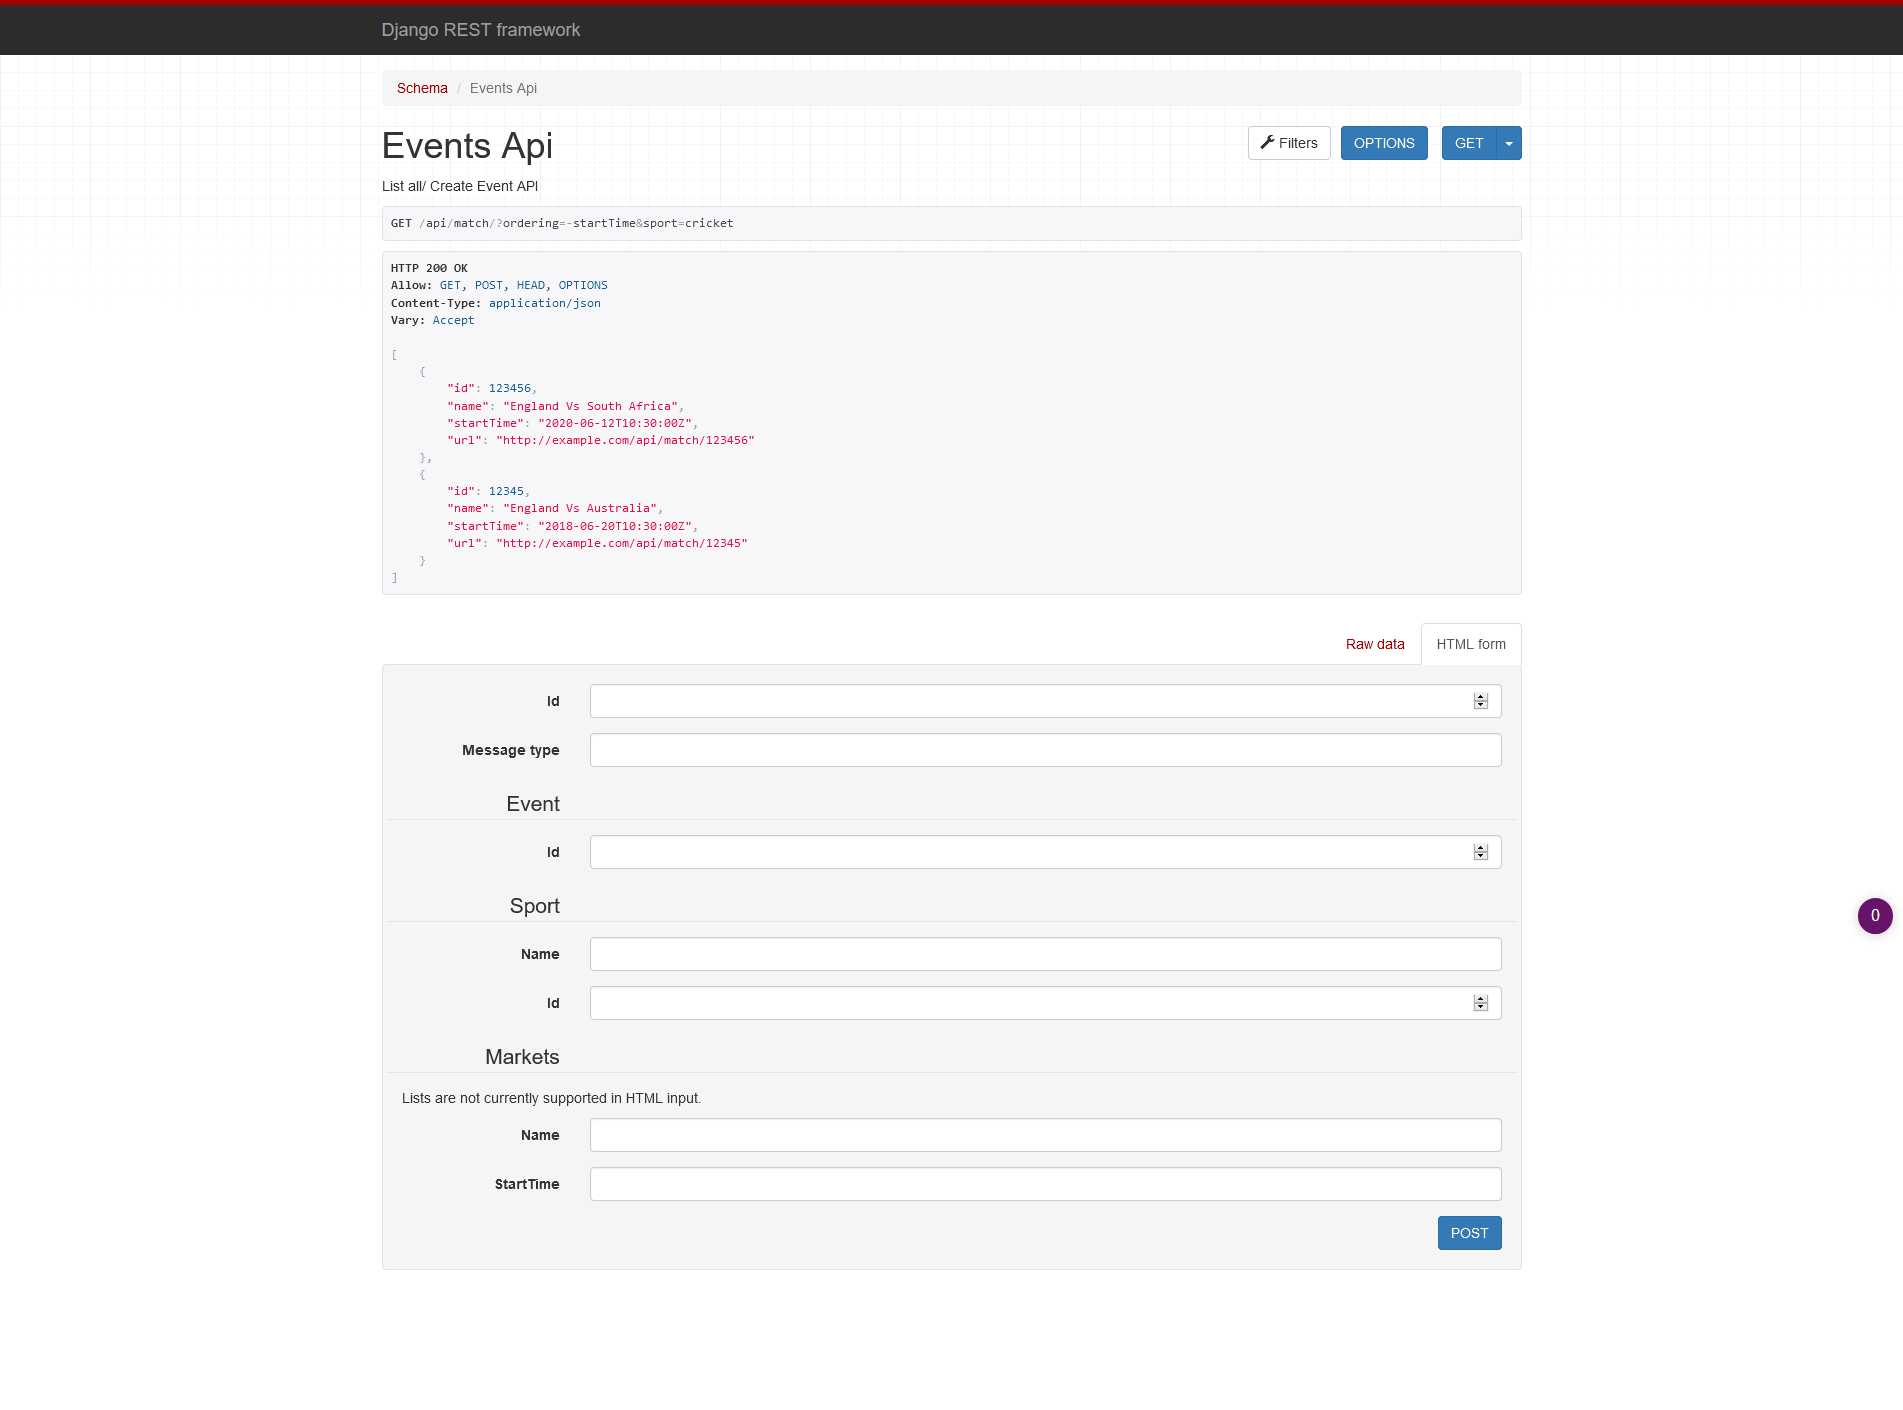 Django REST framework
Schema / Events Api
Events Api
Filters
OPTIONS
GET
List all/ Create Event API
GET /api/match/?ordering=-startTime&sport=cricket
HTTP 200 OK
Allow: GET, POST, HEAD, OPTIONS
Content-Type: application/json
Vary: Accept
[
    {
        "id": 123456,
        "name": "England Vs South Africa",
        "startTime": "2020-06-12T10:30:00Z",
        "url": "http://example.com/api/match/123456"
    },
    {
        "id": 12345,
        "name": "England Vs Australia",
        "startTime": "2018-06-20T10:30:00Z",
        "url": "http://example.com/api/match/12345"
    }
]
Raw data
HTML form
Id
Message type
Event
Id
Sport
0
Name
Id
Markets
Lists are not currently supported in HTML input.
Name
StartTime
POST